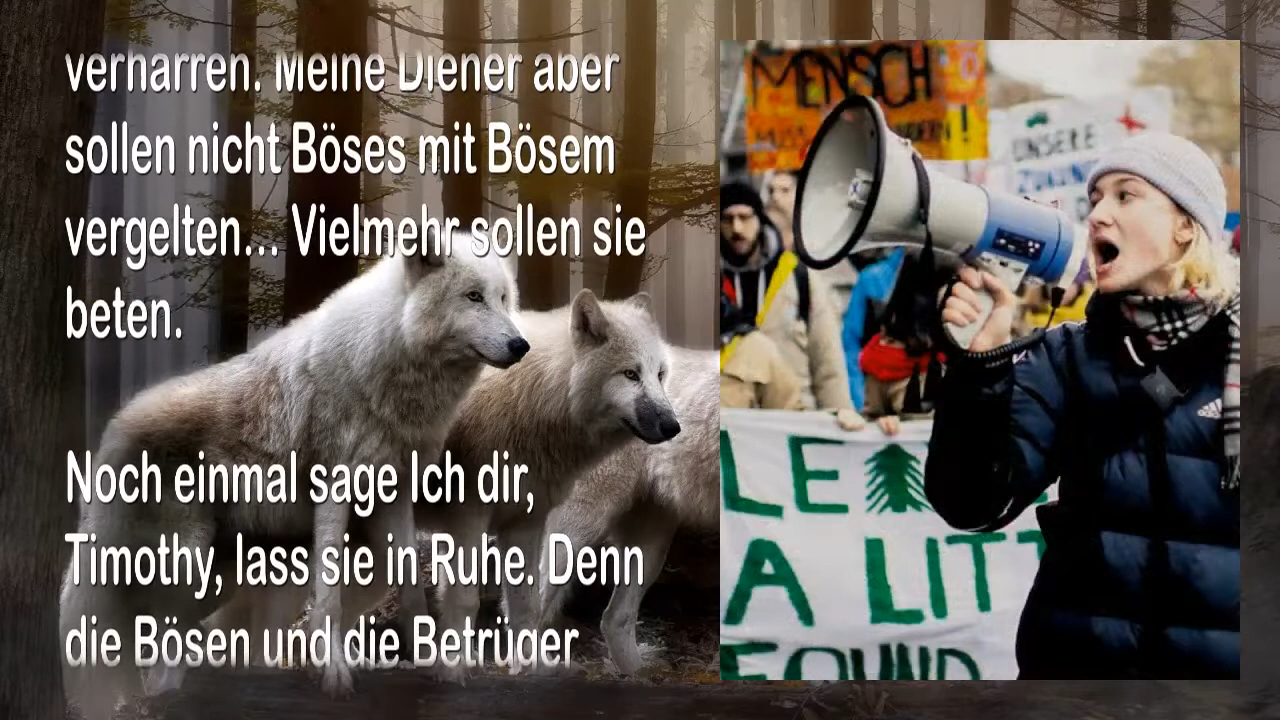 verharren. Meine Diener aber
sollen nicht Böses mit Bösem
vergelten... Vielmehr sollen sie
beten.
Noch einmal sage Ich dir,
Timothy, lass sie in Ruhe. Denn
die Bösen und die Betrüger
MENSCH
!
UNSERE
LE
A LITT
FOUND
adidas